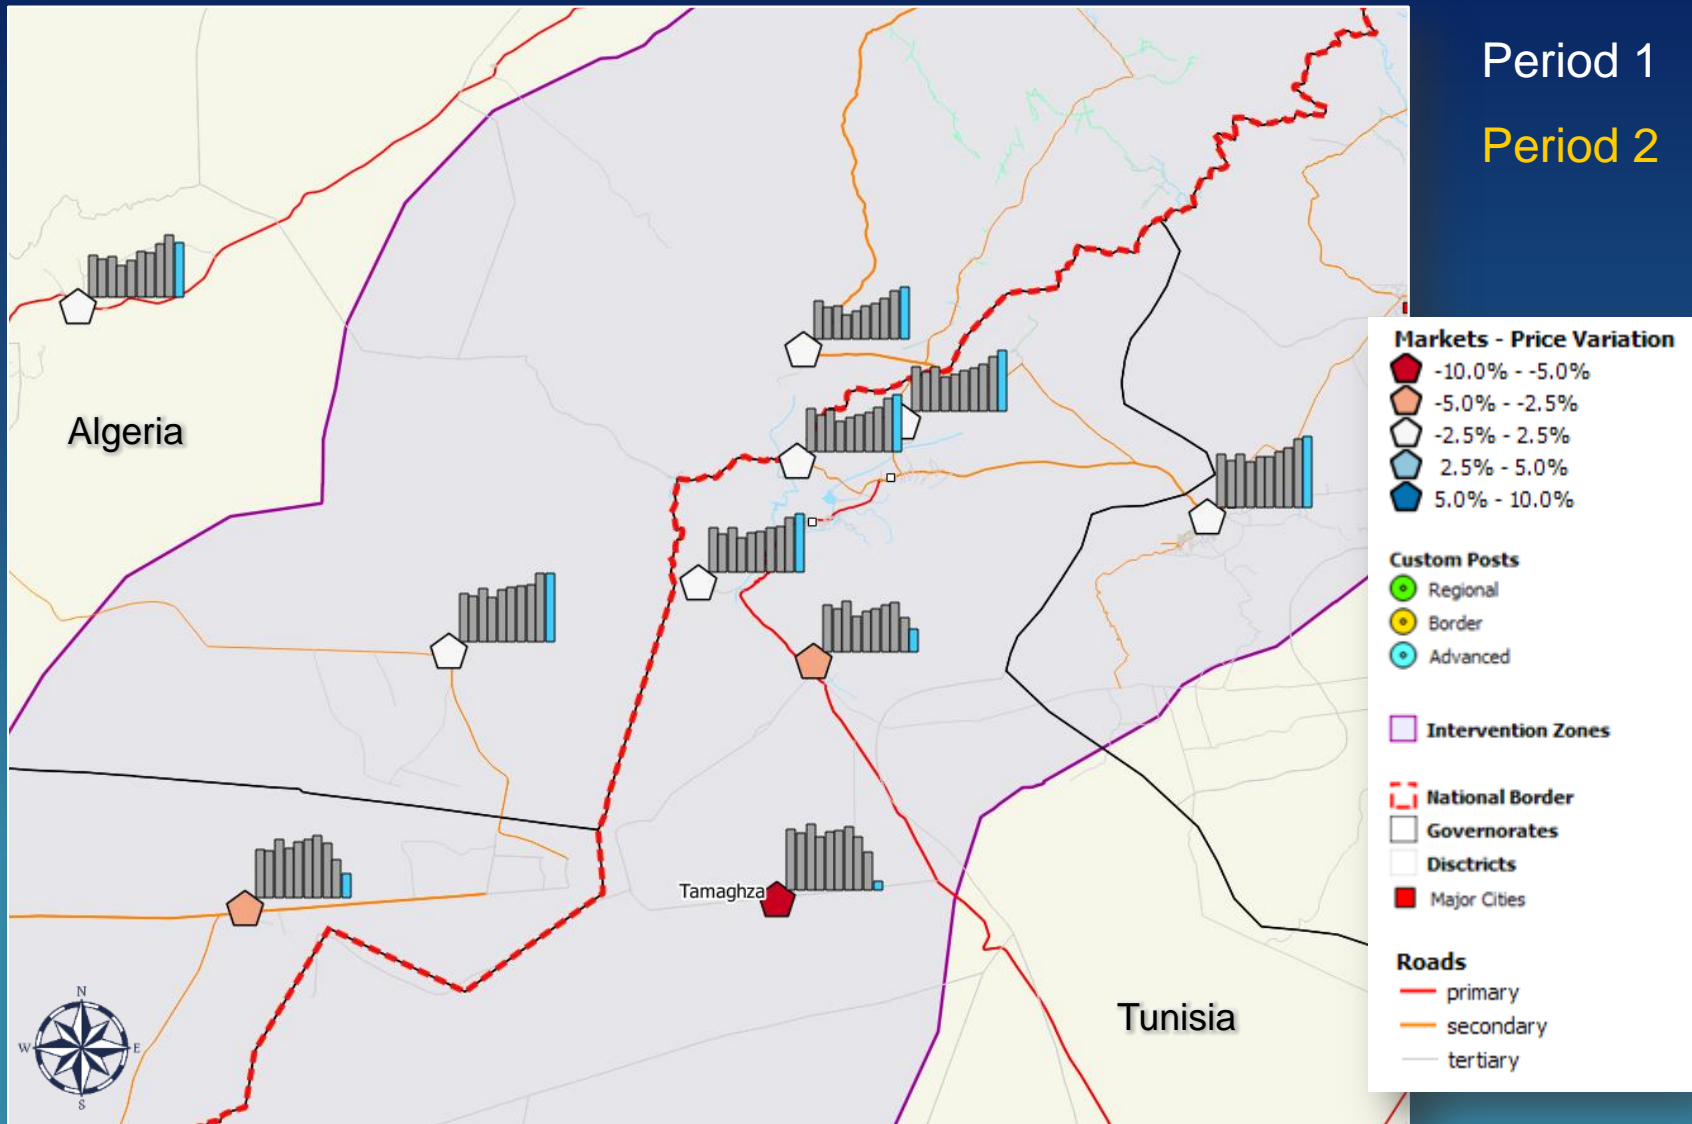 Period 1
Period 2
Algeria
Tamaghza
Tunisia
N
W
E
S
Markets - Price Variation
-10.0% - -5.0%
-5.0% - -2.5%
-2.5% - 2.5%
2.5% - 5.0%
5.0% - 10.0%
Custom Posts
Regional
Border
Advanced
Intervention Zones
National Border
Governorates
Disctricts
Major Cities
Roads
primary
secondary
tertiary